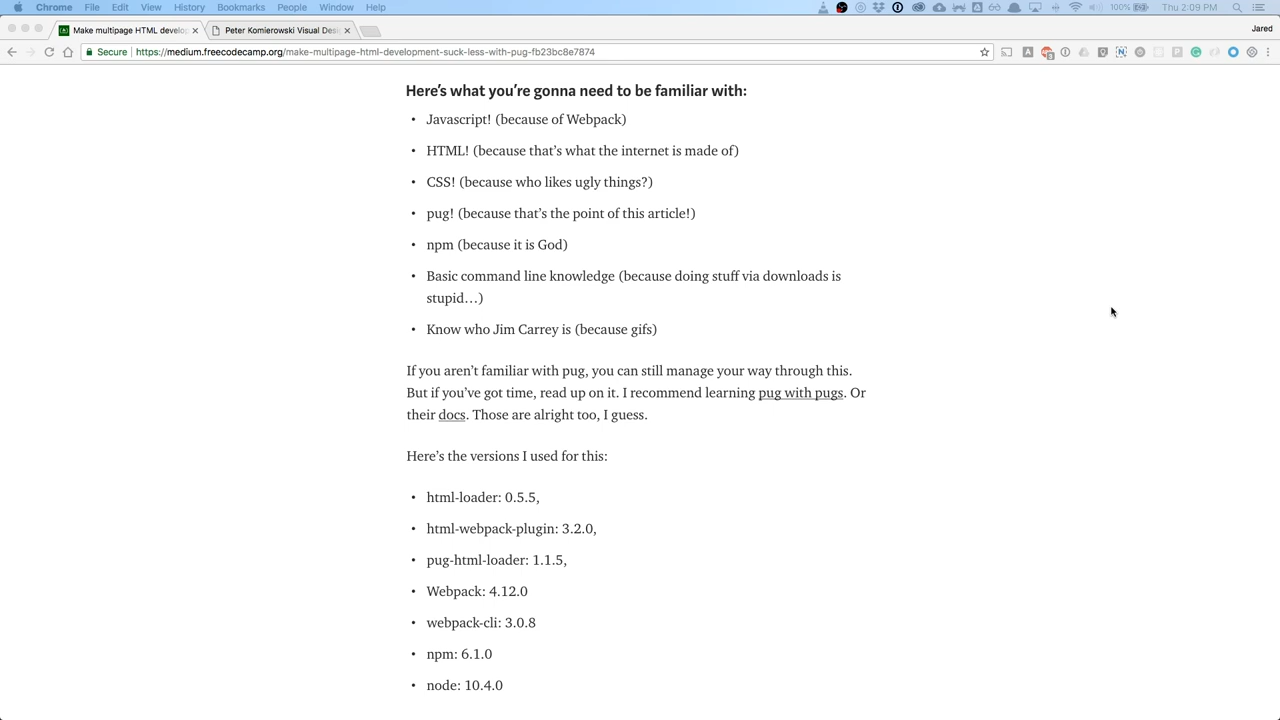 Chrome File Edit View History Bookmarks People Window Help 100% Thu 2:09 PM
Make multipage HTML develop Peter Komierowski Visual Des Jared
Secure https://medium.freecodecamp.org/make-multipage-html-development-suck-less-with-pug-fb23bc8e7874
Here’s what you’re gonna need to be familiar with:
• Javascript! (because of Webpack)
• HTML! (because that’s what the internet is made of)
• CSS! (because who likes ugly things?)
• pug! (because that’s the point of this article!)
• npm (because it is God)
• Basic command line knowledge (because doing stuff via downloads is
stupid…)
• Know who Jim Carrey is (because gifs)
If you aren’t familiar with pug, you can still manage your way through this.
But if you’ve got time, read up on it. I recommend learning pug with pugs. Or
their docs. Those are alright too, I guess.
Here’s the versions I used for this:
• html-loader: 0.5.5,
• html-webpack-plugin: 3.2.0,
• pug-html-loader: 1.1.5,
• Webpack: 4.12.0
• webpack-cli: 3.0.8
• npm: 6.1.0
• node: 10.4.0